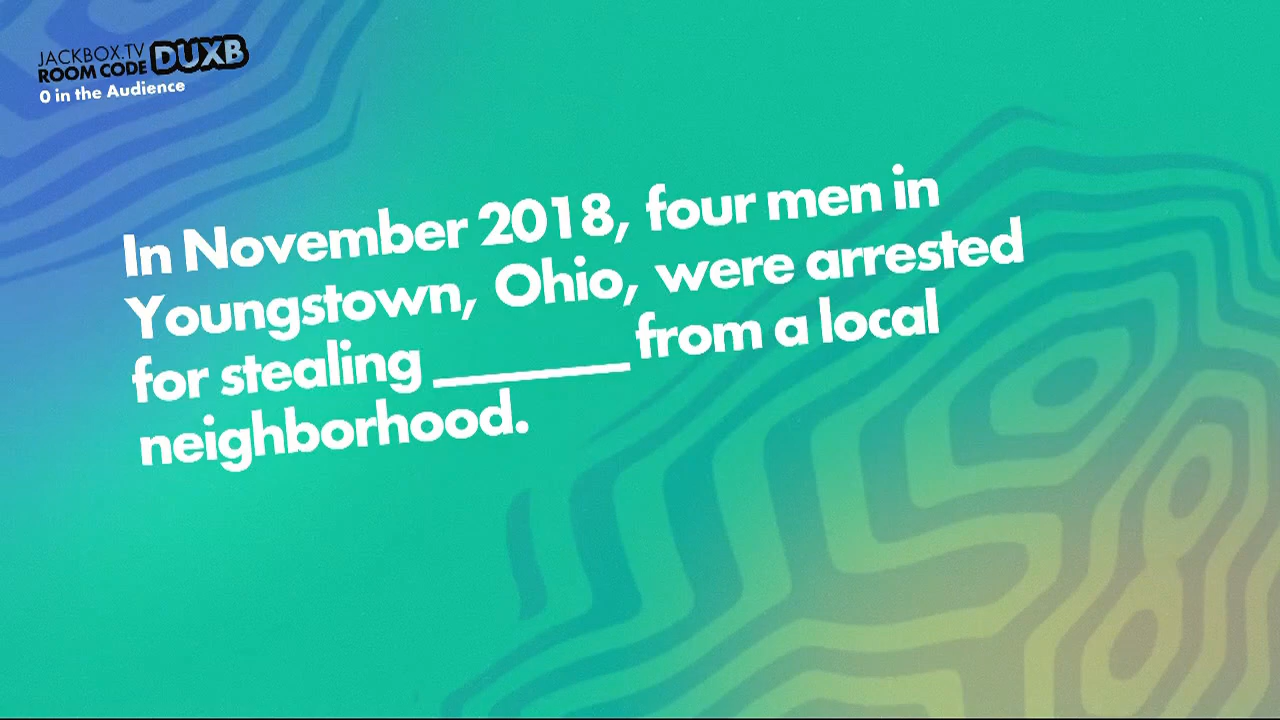 JACKBOX.TV
ROOM CODE DUXB
0 in the Audience
In November 2018, four men in
Youngstown, Ohio, were arrested
for stealing ________ from a local
neighborhood.